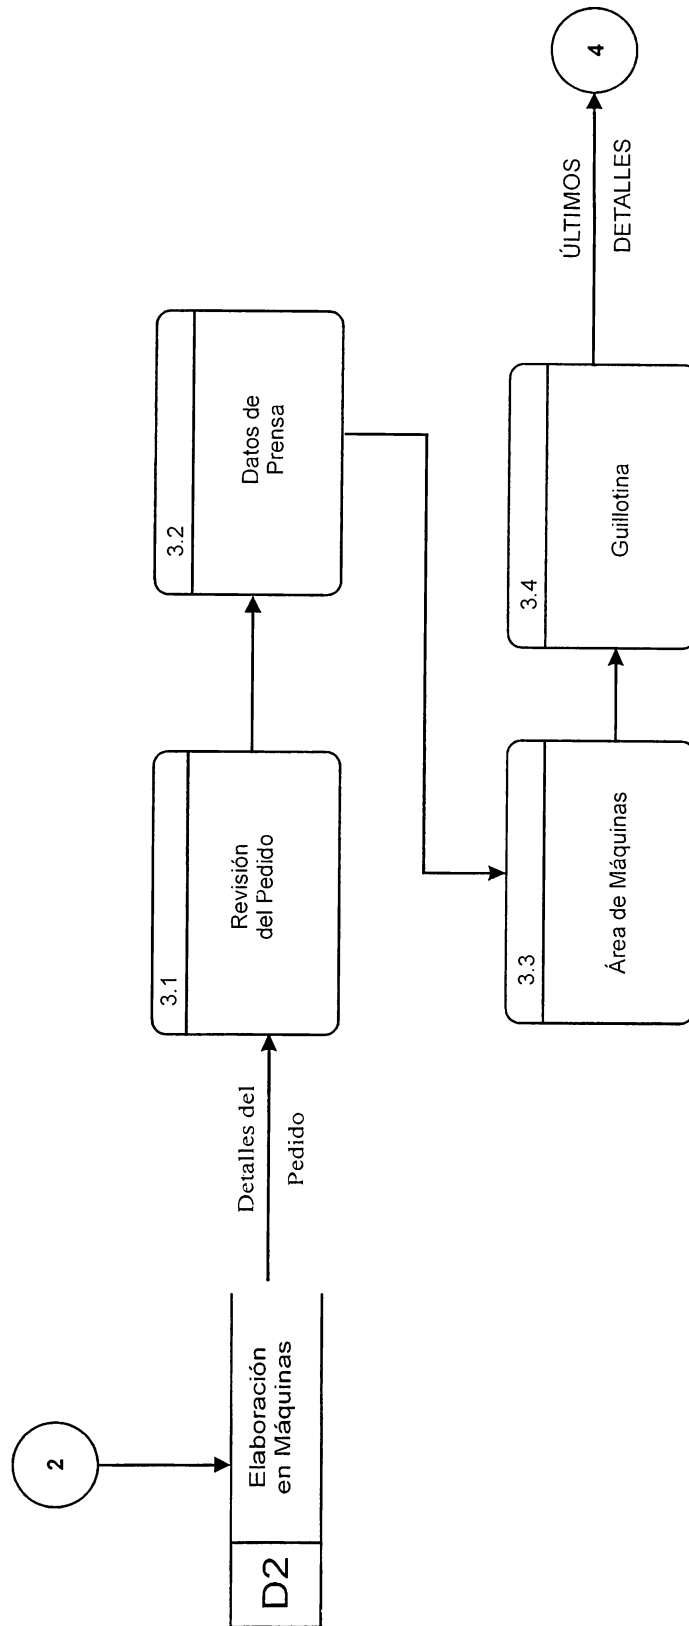 2
D2
Elaboración
en Máquinas
Detalles del
Pedido
3.1
Revisión
del Pedido
3.2
Datos de
Prensa
3.3
Área de Máquinas
3.4
Guillotina
ÚLTIMOS
DETALLES
4